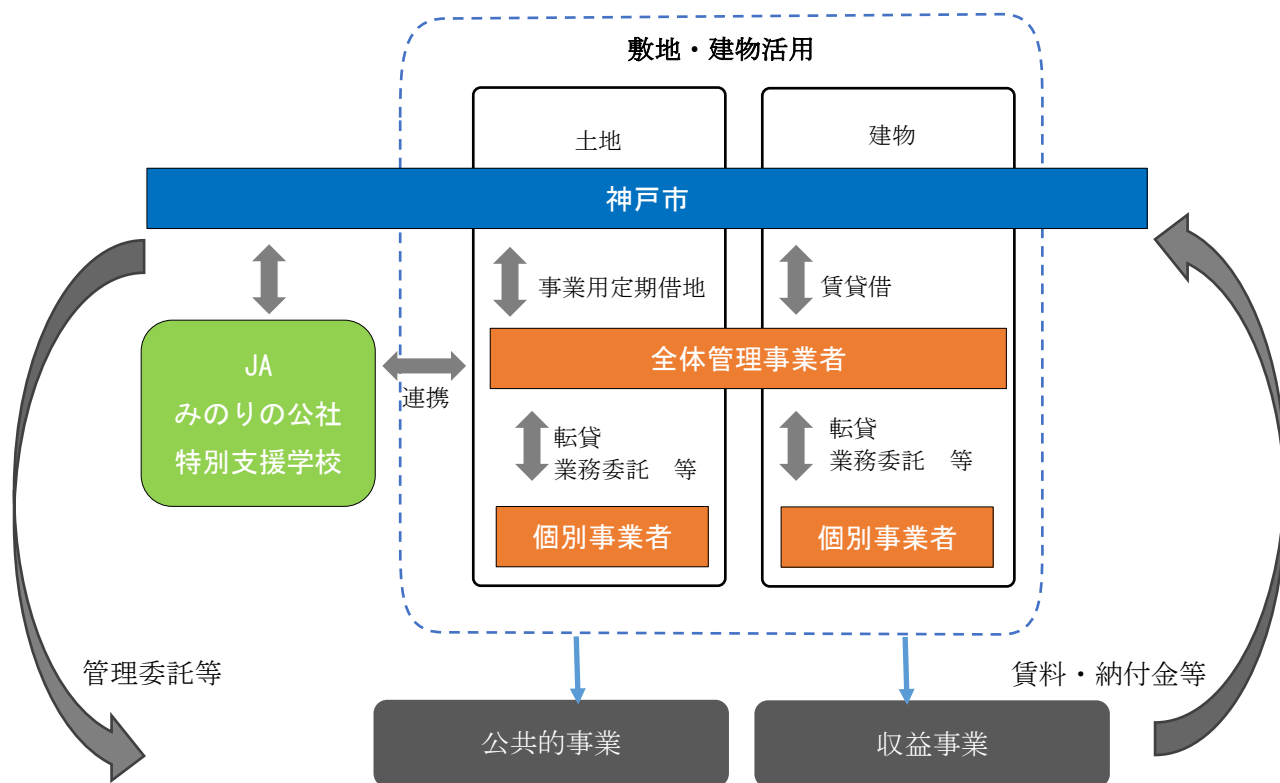 敷地・建物活用
土地
建物
神戸市
事業用定期借地
賃貸借
JA
みのりの公社
特別支援学校
連携
全体管理事業者
転貸
業務委託　等
転貸
業務委託　等
個別事業者
個別事業者
管理委託等
賃料・納付金等
公共的事業
収益事業